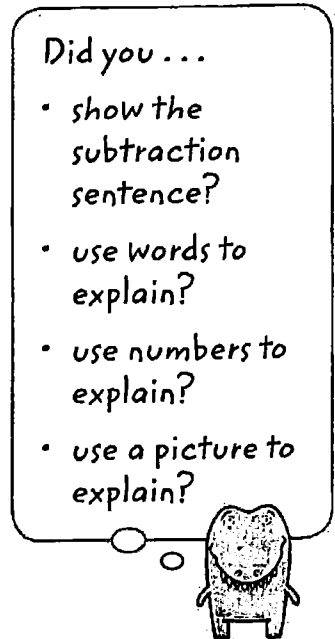 Did you ...
• show the
subtraction
sentence?
• use words to
explain?
• use numbers to
explain?
• use a picture to
explain?